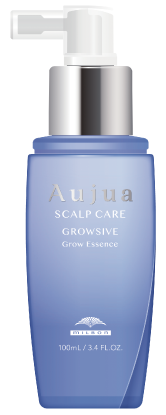 Aujua
SCALP CARE
GROWSIVE
Grow Essence
milbon
100mL / 3.4 FL.OZ.